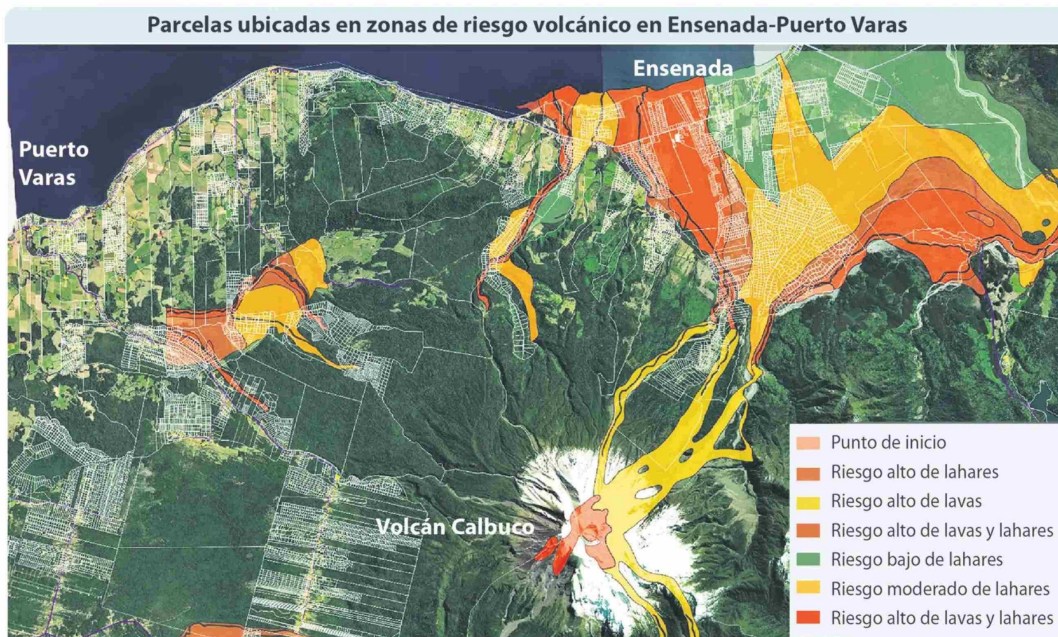 Parcelas ubicadas en zonas de riesgo volcánico en Ensenada-Puerto Varas
Ensenada
Puerto
Varas
Volcán Calbuco
Punto de inicio
Riesgo alto de lahares
Riesgo alto de lavas
Riesgo alto de lavas y lahares
Riesgo bajo de lahares
Riesgo moderado de lahares
Riesgo alto de lavas y lahares